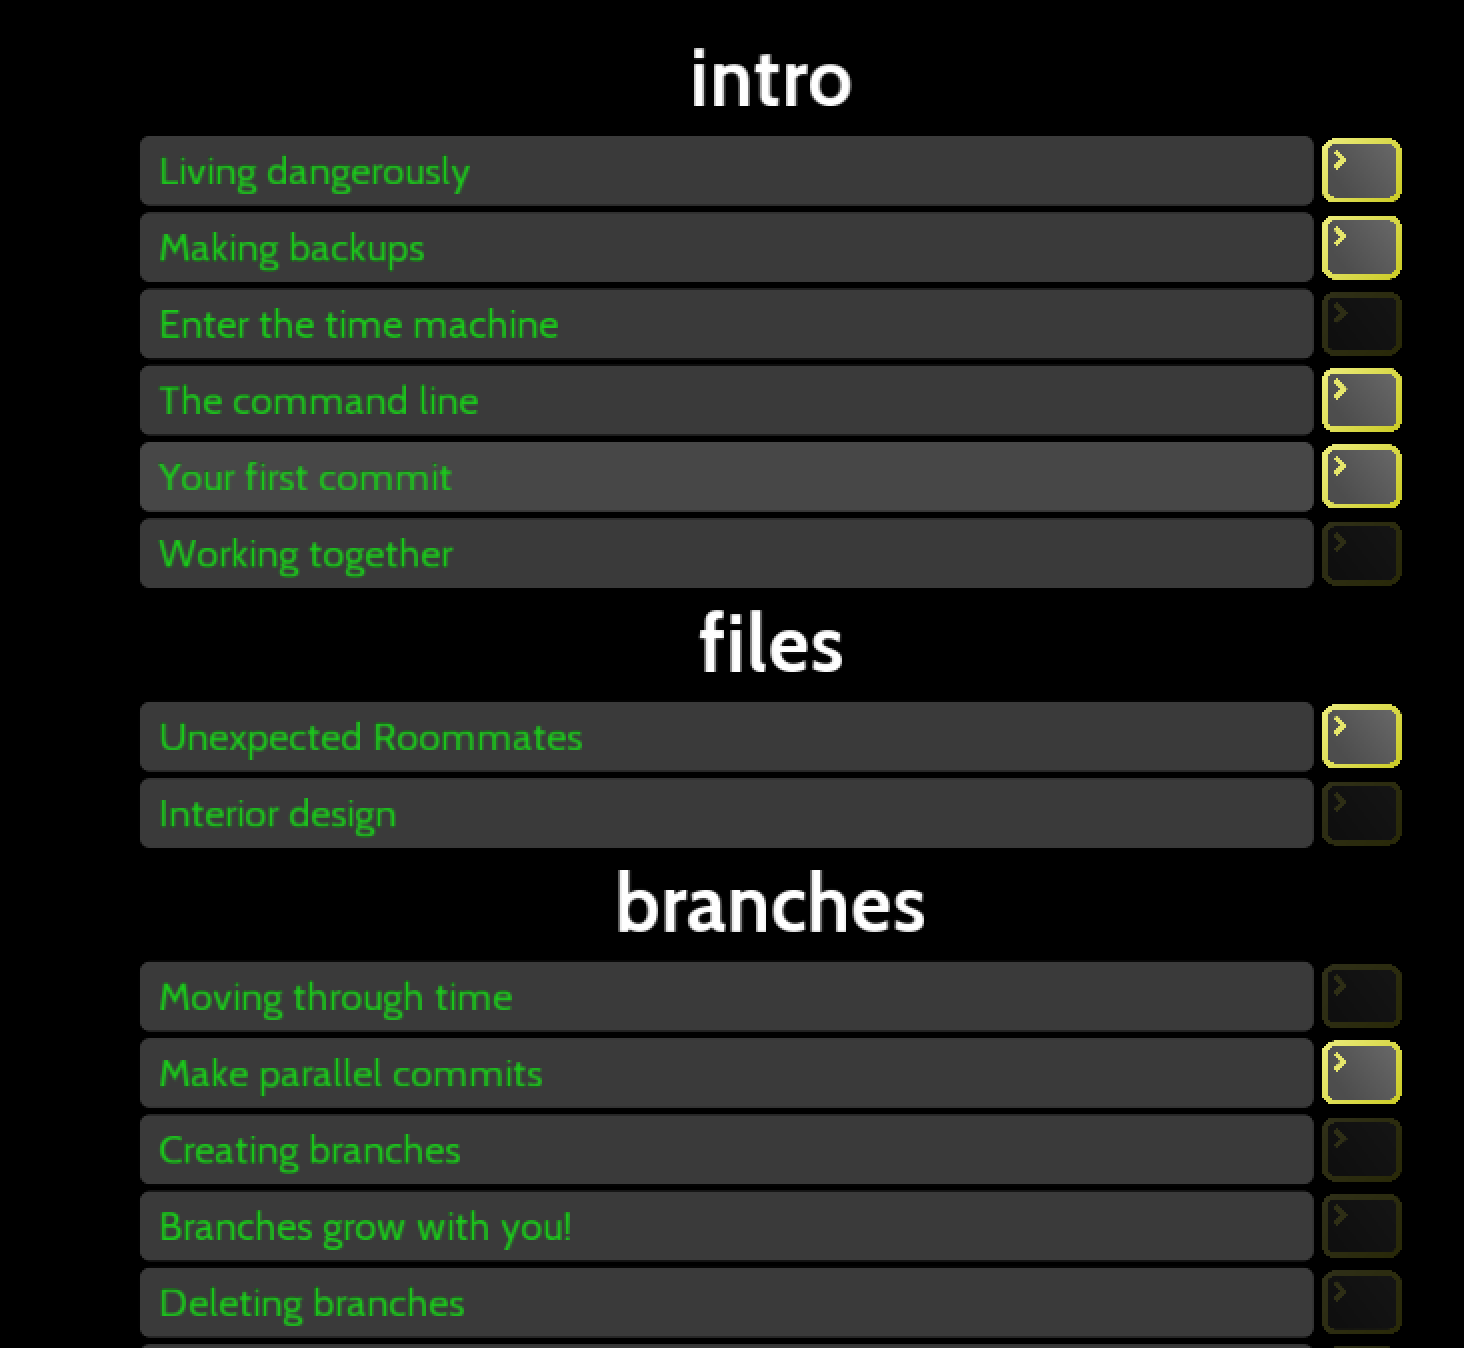 intro
Living dangerously
Making backups
Enter the time machine
The command line
Your first commit
Working together
files
Unexpected Roommates
Interior design
branches
Moving through time
Make parallel commits
Creating branches
Branches grow with you!
Deleting branches